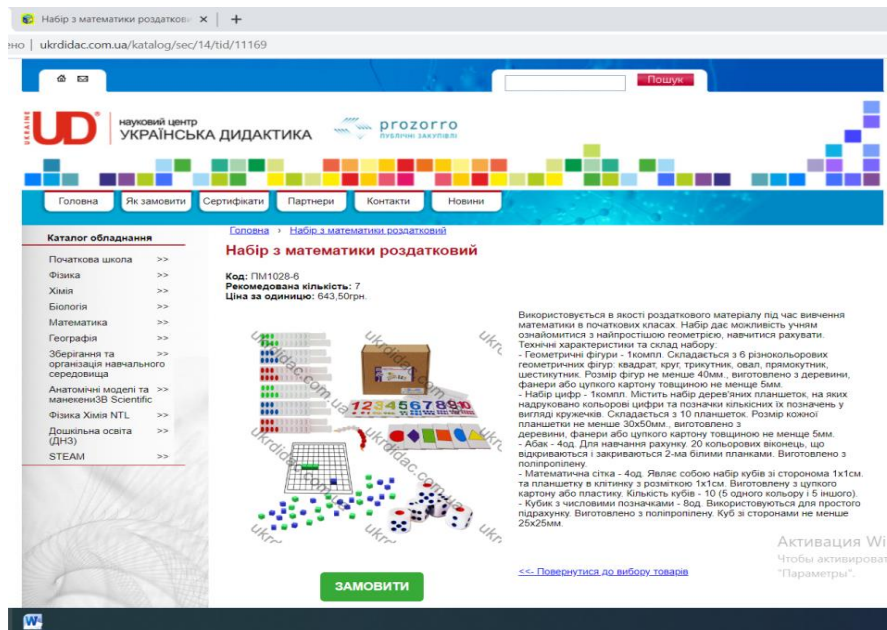 Набір з математики роздатковий
ено | ukrdidac.com.ua/katalog/sec/14/tid/11169
Пошук
UKRAINE
UD
науковий центр
УКРАЇНСЬКА ДИДАКТИКА
prozorro
ПУБЛІЧНІ ЗАКУПІВЛІ
Головна Як замовити Сертифікати Партнери Контакти Новини
Каталог обладнання
Початкова школа >>
Фізика >>
Хімія >>
Біологія >>
Математика >>
Географія >>
Зберігання та >>
організація навчального
середовища
Анатомічні моделі та >>
манекени3B Scientific
Фізика Хімія NTL >>
Дошкільна освіта >>
(ДНЗ)
STEAM >>
Головна › Набір з математики роздатковий
Набір з математики роздатковий
Код: ПМ1028-6
Рекомедована кількість: 7
Ціна за одиницю: 643,50грн.
ukrdidac.com.ua
1234567890
Використовується в якості роздаткового матеріалу під час вивчення
математики в початкових класах. Набір дає можливість учням
ознайомитися з найпростішою геометрією, навчитися рахувати.
Технічні характеристики та склад набору:
- Геометричні фігури - 1компл. Складається з 6 різнокольорових
геометричних фігур: квадрат, круг, трикутник, овал, прямокутник,
шестикутник. Розмір фігур не менше 40мм., виготовлено з деревини,
фанери або цупкого картону товщиною не менше 5мм.
- Набір цифр - 1компл. Містить набір дерев'яних планшеток, на яких
надруковано кольорові цифри та позначки кількісних їх позначень у
вигляді кружечків. Складається з 10 планшеток. Розмір кожної
планшетки не менше 30х50мм., виготовлено з
деревини, фанери або цупкого картону товщиною не менше 5мм.
- Абак - 4од. Для навчання рахунку. 20 кольорових віконець, що
відкриваються і закриваються 2-ма білими планками. Виготовлено з
поліпропілену.
- Математична сітка - 4од. Являє собою набір кубів зі сторонома 1х1см.
та планшетку в клітинку з розміткою 1х1см. Виготовлену з цупкого
картону або пластику. Кількість кубів - 10 (5 одного кольору і 5 іншого).
- Кубик з числовими позначками - 8од. Використовуються для простого
підрахунку. Виготовлено з поліпропілену. Куб зі сторонами не менше
25х25мм.
<<- Повернутися до вибору товарів
ЗАМОВИТИ
Активация Wi
Чтобы активироват
"Параметры".